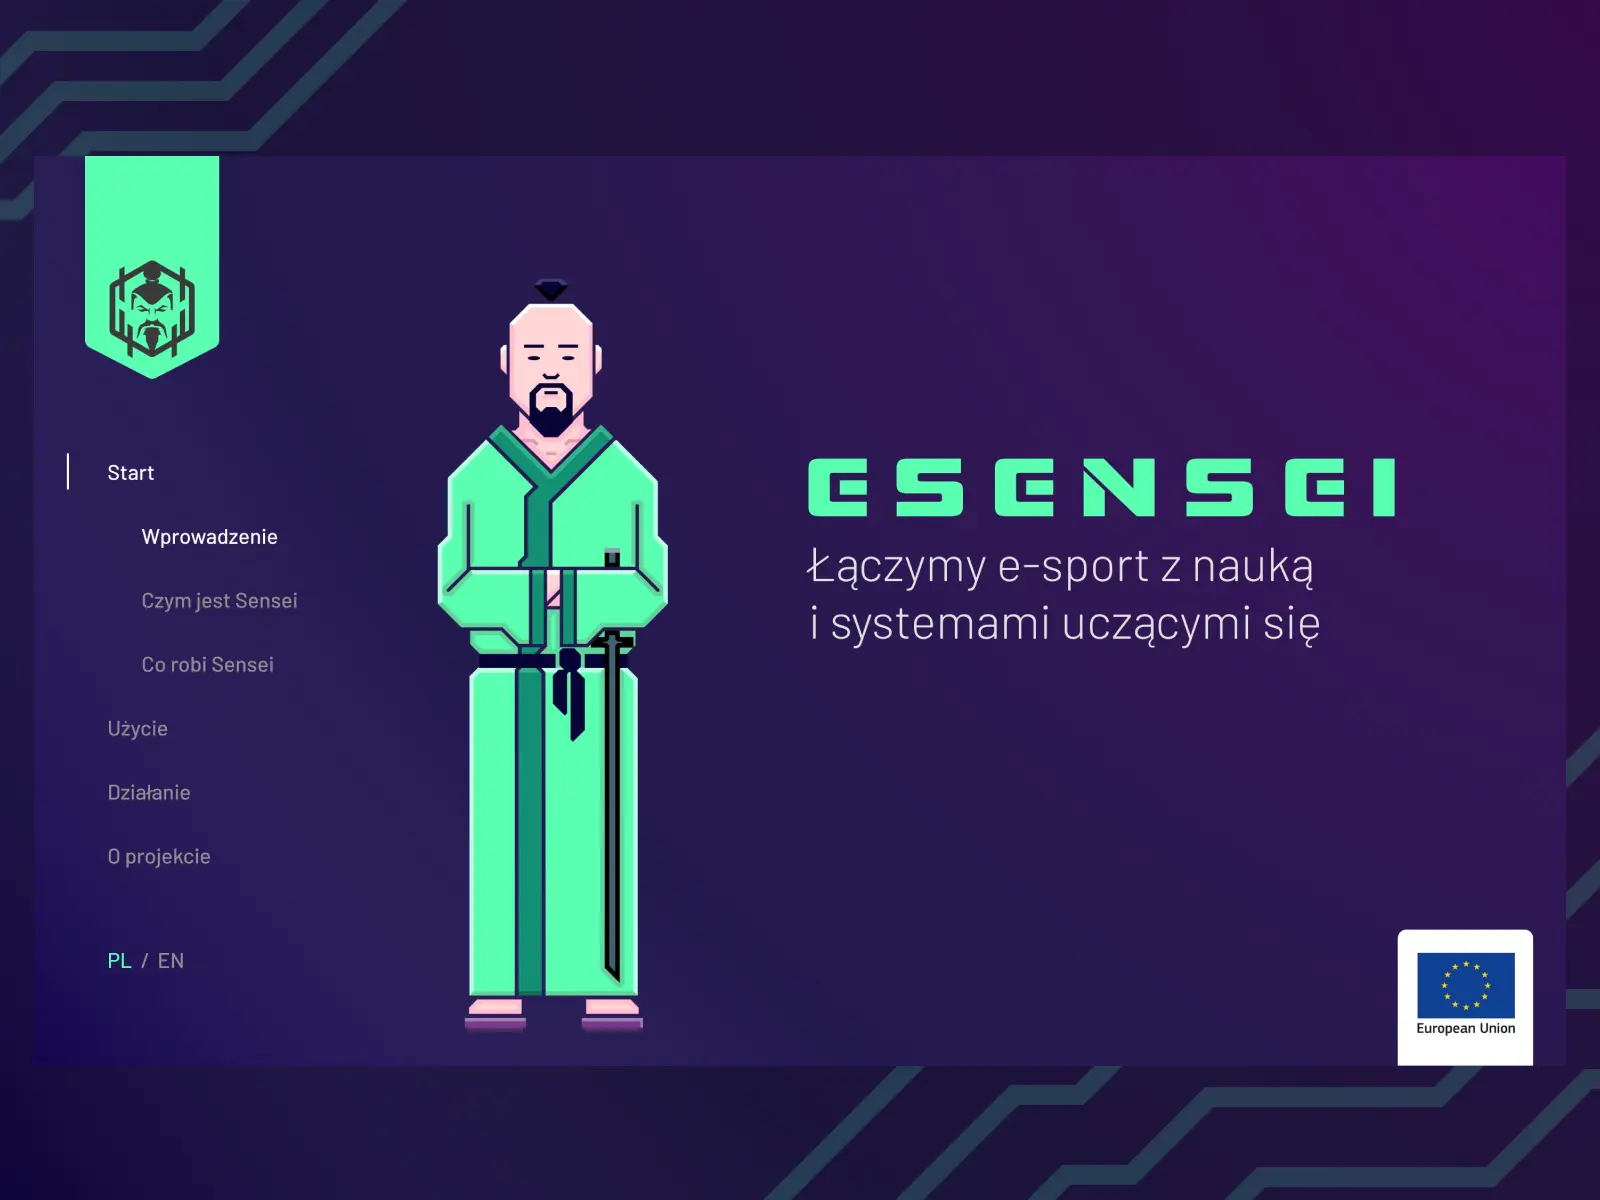 Start
Wprowadzenie
Czym jest Sensei
Co robi Sensei
Użycie
Działanie
O projekcie
PL / EN
ESENSEI
Łączymy e-sport z nauką
i systemami uczącymi się
European Union